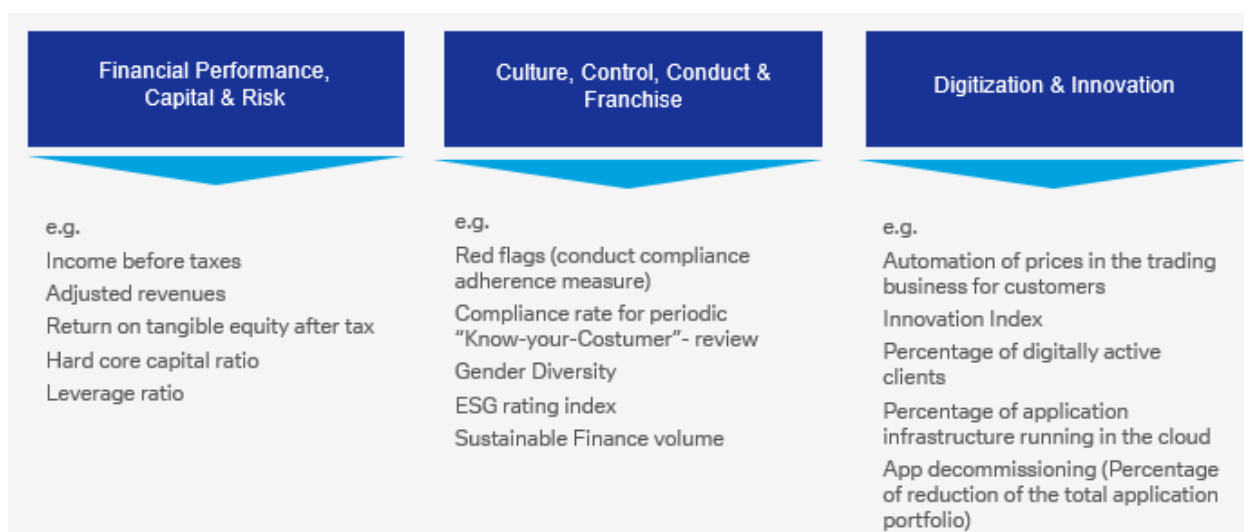 Financial Performance,
Capital & Risk
e.g.
Income before taxes
Adjusted revenues
Return on tangible equity after tax
Hard core capital ratio
Leverage ratio
Culture, Control, Conduct &
Franchise
e.g.
Red flags (conduct compliance
adherence measure)
Compliance rate for periodic
“Know-your-Costumer”- review
Gender Diversity
ESG rating index
Sustainable Finance volume
Digitization & Innovation
e.g.
Automation of prices in the trading
business for customers
Innovation Index
Percentage of digitally active
clients
Percentage of application
infrastructure running in the cloud
App decommissioning (Percentage
of reduction of the total application
portfolio)